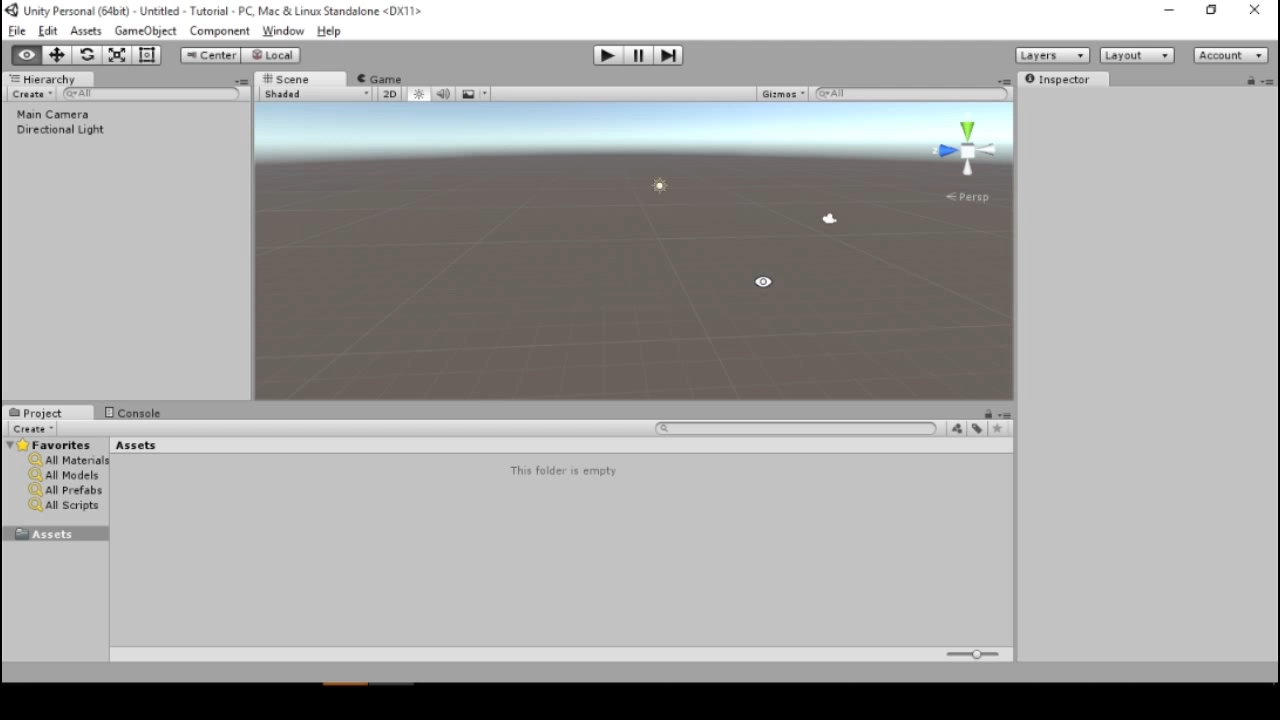 Unity Personal (64bit) - Untitled - Tutorial - PC, Mac & Linux Standalone <DX11>
File Edit Assets GameObject Component Window Help
Center Local Layers Layout Account
Hierarchy Scene Game Inspector
Create All Shaded 2D Gizmos All
Main Camera
Directional Light
z
Persp
Project Console
Create
Favorites Assets
All Materials
This folder is empty
All Models
All Prefabs
All Scripts
Assets